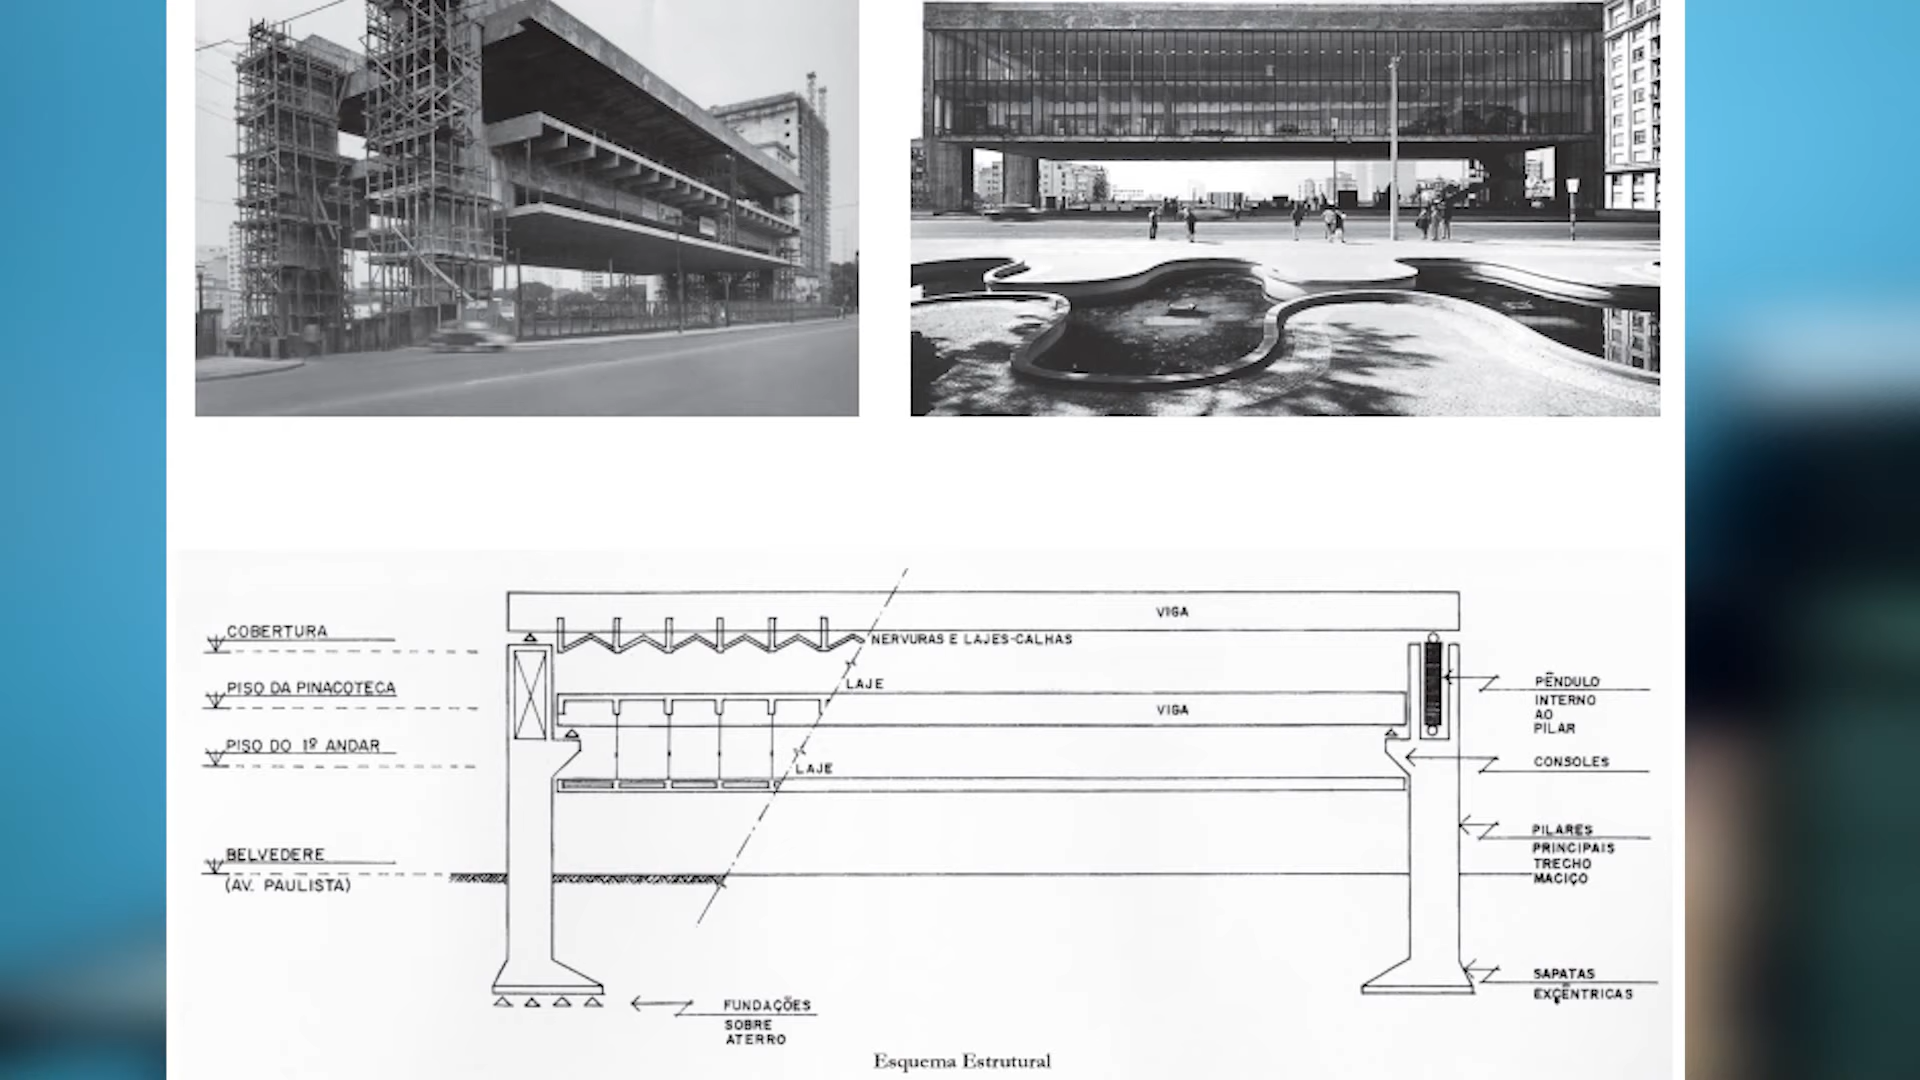 COBERTURA
PISO DA PINACOTECA
PISO DO 1º ANDAR
BELVEDERE
(AV. PAULISTA)
VIGA
NERVURAS E LAJES-CALHAS
LAJE
VIGA
LAJE
PÊNDULO
INTERNO
AO
PILAR
CONSOLES
PILARES
PRINCIPAIS
TRECHO
MACIÇO
SAPATAS
EXCÊNTRICAS
FUNDAÇÕES
SOBRE
ATERRO
Esquema Estrutural